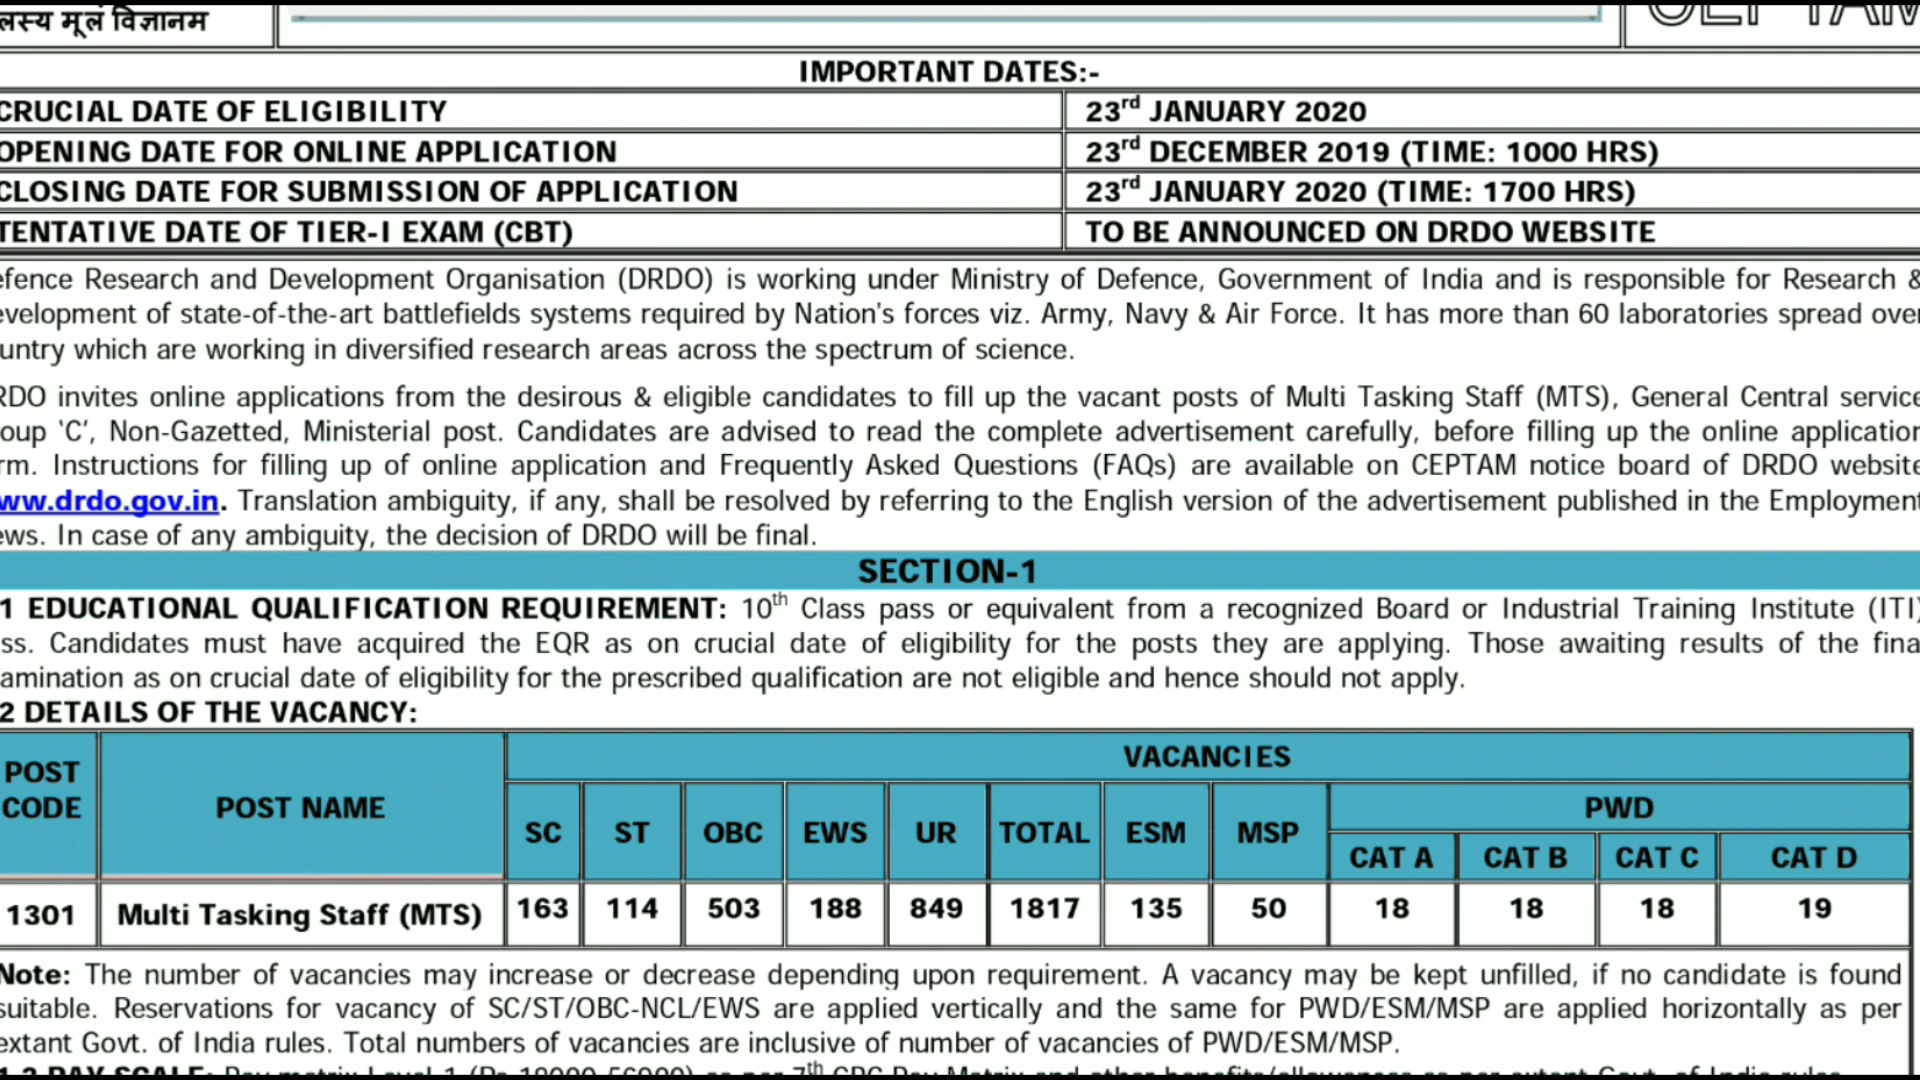 मूलं विज्ञानम
IMPORTANT DATES:-
CRUCIAL DATE OF ELIGIBILITY 23rd JANUARY 2020
OPENING DATE FOR ONLINE APPLICATION 23rd DECEMBER 2019 (TIME: 1000 HRS)
CLOSING DATE FOR SUBMISSION OF APPLICATION 23rd JANUARY 2020 (TIME: 1700 HRS)
TENTATIVE DATE OF TIER-I EXAM (CBT) TO BE ANNOUNCED ON DRDO WEBSITE
efence Research and Development Organisation (DRDO) is working under Ministry of Defence, Government of India and is responsible for Research &
evelopment of state-of-the-art battlefields systems required by Nation's forces viz. Army, Navy & Air Force. It has more than 60 laboratories spread over
untry which are working in diversified research areas across the spectrum of science.
RDO invites online applications from the desirous & eligible candidates to fill up the vacant posts of Multi Tasking Staff (MTS), General Central service
oup ‘C’, Non-Gazetted, Ministerial post. Candidates are advised to read the complete advertisement carefully, before filling up the online application
rm. Instructions for filling up of online application and Frequently Asked Questions (FAQs) are available on CEPTAM notice board of DRDO website
ww.drdo.gov.in. Translation ambiguity, if any, shall be resolved by referring to the English version of the advertisement published in the Employment
ews. In case of any ambiguity, the decision of DRDO will be final.
SECTION-1
1 EDUCATIONAL QUALIFICATION REQUIREMENT: 10th Class pass or equivalent from a recognized Board or Industrial Training Institute (ITI)
ss. Candidates must have acquired the EQR as on crucial date of eligibility for the posts they are applying. Those awaiting results of the fina
amination as on crucial date of eligibility for the prescribed qualification are not eligible and hence should not apply.
2 DETAILS OF THE VACANCY:
POST CODE POST NAME VACANCIES
SC ST OBC EWS UR TOTAL ESM MSP PWD
CAT A CAT B CAT C CAT D
1301 Multi Tasking Staff (MTS) 163 114 503 188 849 1817 135 50 18 18 18 19
Note: The number of vacancies may increase or decrease depending upon requirement. A vacancy may be kept unfilled, if no candidate is found
suitable. Reservations for vacancy of SC/ST/OBC-NCL/EWS are applied vertically and the same for PWD/ESM/MSP are applied horizontally as per
extant Govt. of India rules. Total numbers of vacancies are inclusive of number of vacancies of PWD/ESM/MSP.